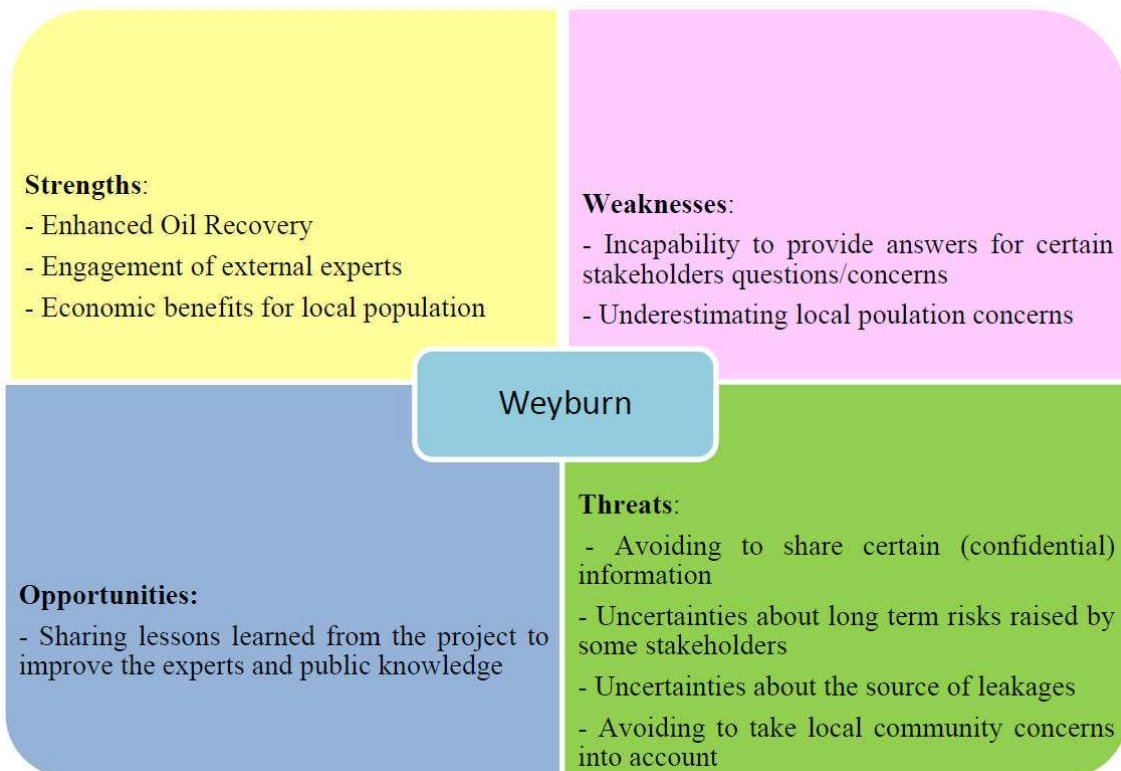 Strengths:
- Enhanced Oil Recovery
- Engagement of external experts
- Economic benefits for local population
Weaknesses:
- Incapability to provide answers for certain
stakeholders questions/concerns
- Underestimating local poulation concerns
Weyburn
Opportunities:
- Sharing lessons learned from the project to
improve the experts and public knowledge
Threats:
- Avoiding to share certain (confidential)
information
- Uncertainties about long term risks raised by
some stakeholders
- Uncertainties about the source of leakages
- Avoiding to take local community concerns
into account